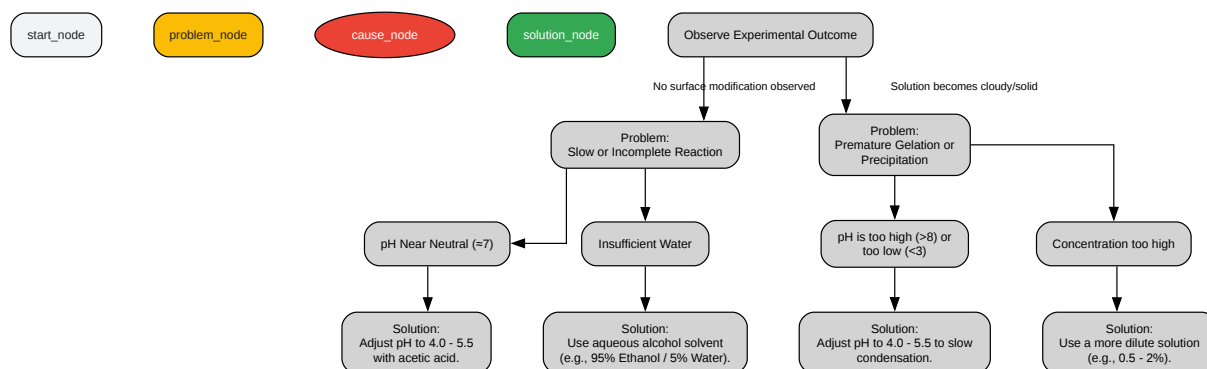 start_node
problem_node
cause_node
solution_node
Observe Experimental Outcome
No surface modification observed
Solution becomes cloudy/solid
Problem:
Slow or Incomplete Reaction
Problem:
Premature Gelation or
Precipitation
pH Near Neutral (≈7)
Insufficient Water
pH is too high (>8) or
too low (<3)
Concentration too high
Solution:
Adjust pH to 4.0 - 5.5
with acetic acid.
Solution:
Use aqueous alcohol solvent
(e.g., 95% Ethanol / 5% Water).
Solution:
Adjust pH to 4.0 - 5.5 to slow
condensation.
Solution:
Use a more dilute solution
(e.g., 0.5 - 2%).